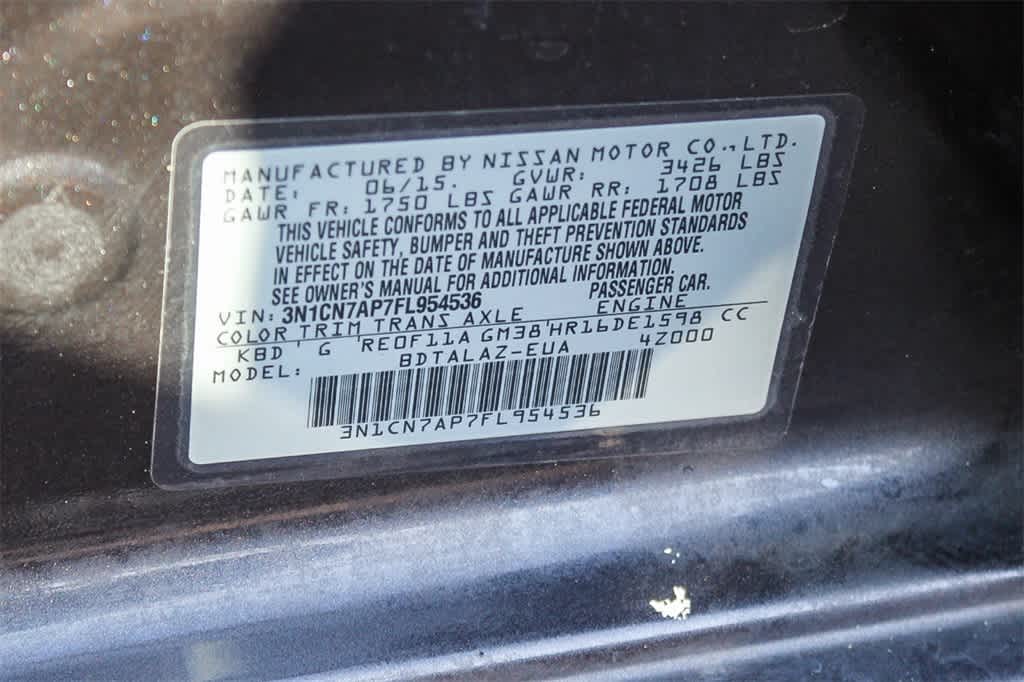 MANUFACTURED BY NISSAN MOTOR CO.,LTD.
DATE: 06/15. GVWR: 3426 LBS
GAWR FR: 1750 LBS GAWR RR: 1708 LBS
THIS VEHICLE CONFORMS TO ALL APPLICABLE FEDERAL MOTOR
VEHICLE SAFETY, BUMPER AND THEFT PREVENTION STANDARDS
IN EFFECT ON THE DATE OF MANUFACTURE SHOWN ABOVE.
SEE OWNER'S MANUAL FOR ADDITIONAL INFORMATION.
VIN: 3N1CN7AP7FL954536 PASSENGER CAR.
COLOR TRIM TRANS AXLE ENGINE
KBD ' G 'RE0F11A GM38'HR16DE1598 CC
MODEL: BDTALAZ-EUA 4Z000
3N1CN7AP7FL954536